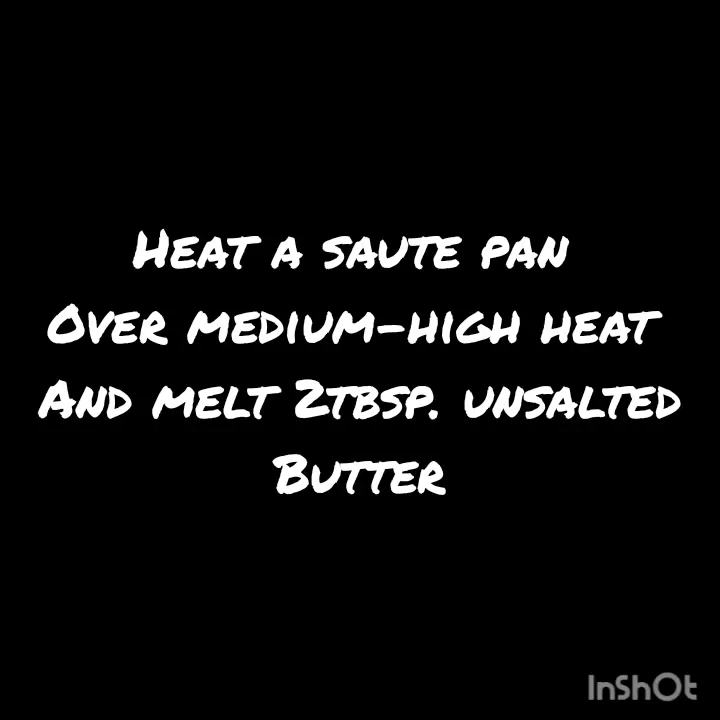 HEAT A SAUTE PAN
OVER MEDIUM-HIGH HEAT
AND MELT 2TBSP. UNSALTED
BUTTER
InShOt